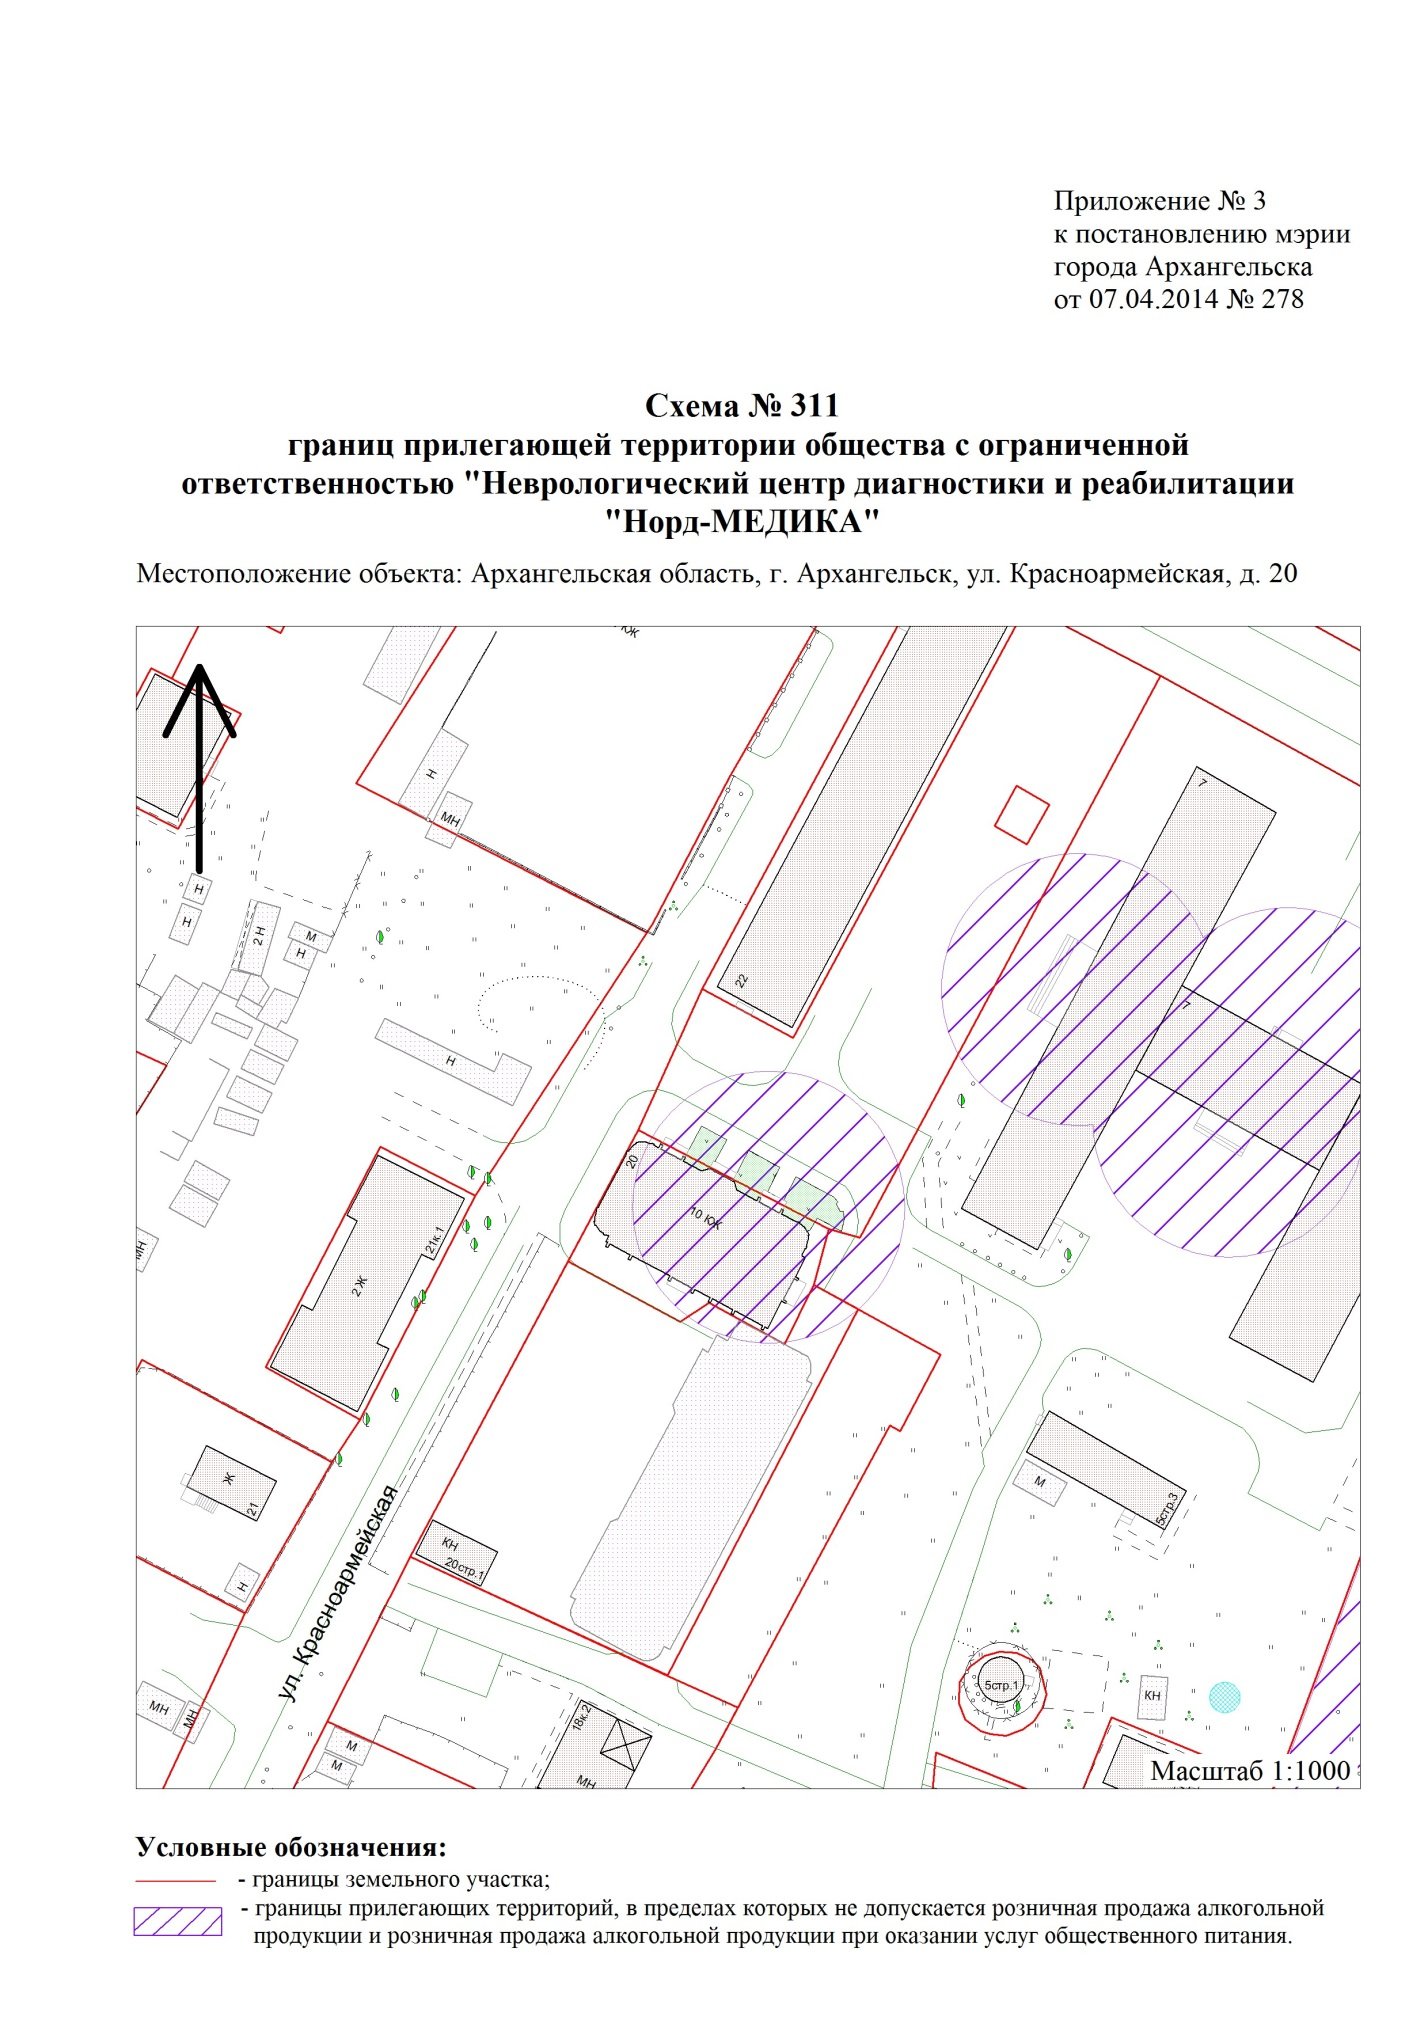 Приложение № 3
к постановлению мэрии
города Архангельска
от 07.04.2014 № 278
Схема № 311
границ прилегающей территории общества с ограниченной
ответственностью "Неврологический центр диагностики и реабилитации
"Норд-МЕДИКА"
Местоположение объекта: Архангельская область, г. Архангельск, ул. Красноармейская, д. 20
КЖ
Н
МН
7
Н
Н
2 Н
М
Н
22
7
Н
20
10 КЖ
21к.1
2 Ж
МН
Ж
21
Н
КН
20стр.1
ул. Красноармейская
М
5стр.3
5стр.1
КН
МН
МН
18к.2
М
М
МН
Масштаб 1:1000
Условные обозначения:
- границы земельного участка;
- границы прилегающих территорий, в пределах которых не допускается розничная продажа алкогольной
продукции и розничная продажа алкогольной продукции при оказании услуг общественного питания.